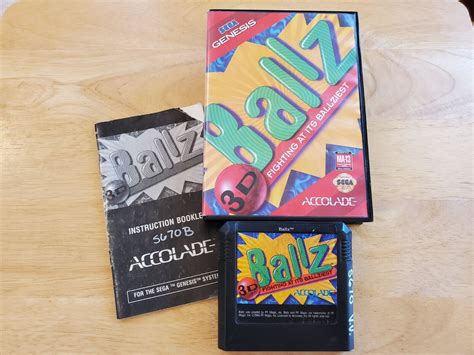 SEGA
GENESIS
Ballz
3D
FIGHTING AT ITS BALLZIEST
MA-13
SEGA
ACCOLADE
Ballz
3D
INSTRUCTION BOOKLET
S670B
ACCOLADE
FOR THE SEGA GENESIS SYSTEM
Ballz
3D
Ballz
FIGHTING AT ITS BALLZIEST
ACCOLADE